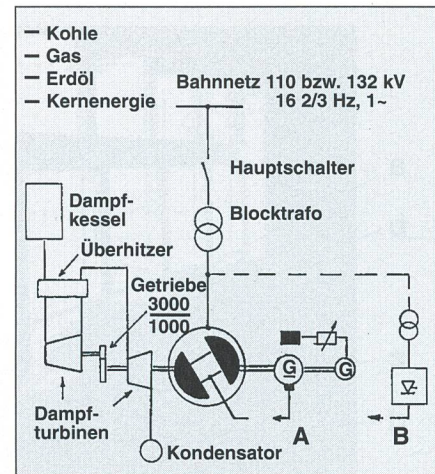 – Kohle
– Gas
– Erdöl
– Kernenergie
Bahnnetz 110 bzw. 132 kV
16 2/3 Hz, 1~
Hauptschalter
Blocktrafo
Dampf-
kessel
Überhitzer
Getriebe
3000
1000
G
G
Dampf-
turbinen
A
B
Kondensator